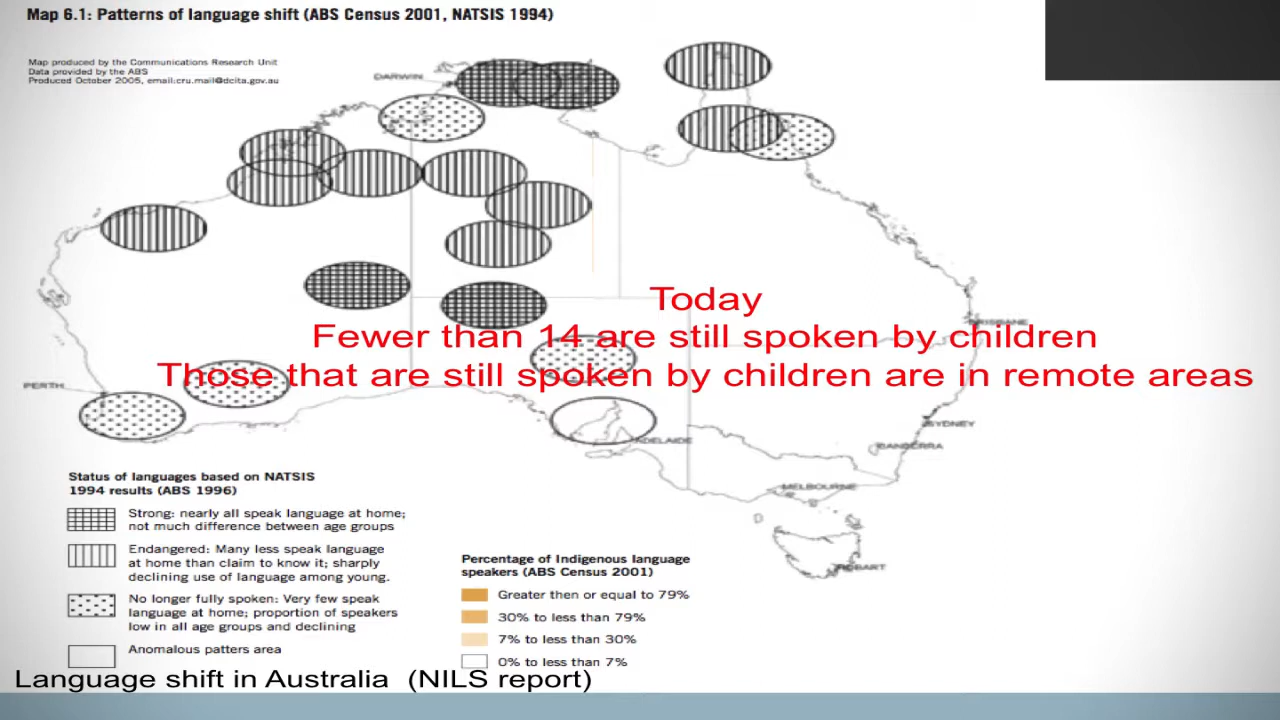 Map 6.1: Patterns of language shift (ABS Census 2001, NATSIS 1994)
Map produced by the Communications Research Unit
Data provided by the ABS
Produced October 2005, email:cru.mail@dcita.gov.au
DARWIN
Today
BRISBANE
Fewer than 14 are still spoken by children
Those that are still spoken by children are in remote areas
PERTH
SYDNEY
ADELAIDE
CANBERRA
MELBOURNE
HOBART
Status of languages based on NATSIS
1994 results (ABS 1996)
Strong: nearly all speak language at home;
not much difference between age groups
Endangered: Many less speak language
at home than claim to know it; sharply
declining use of language among young.
No longer fully spoken: Very few speak
language at home; proportion of speakers
low in all age groups and declining
Anomalous patters area
Percentage of Indigenous language
speakers (ABS Census 2001)
Greater then or equal to 79%
30% to less than 79%
7% to less than 30%
0% to less than 7%
Language shift in Australia (NILS report)